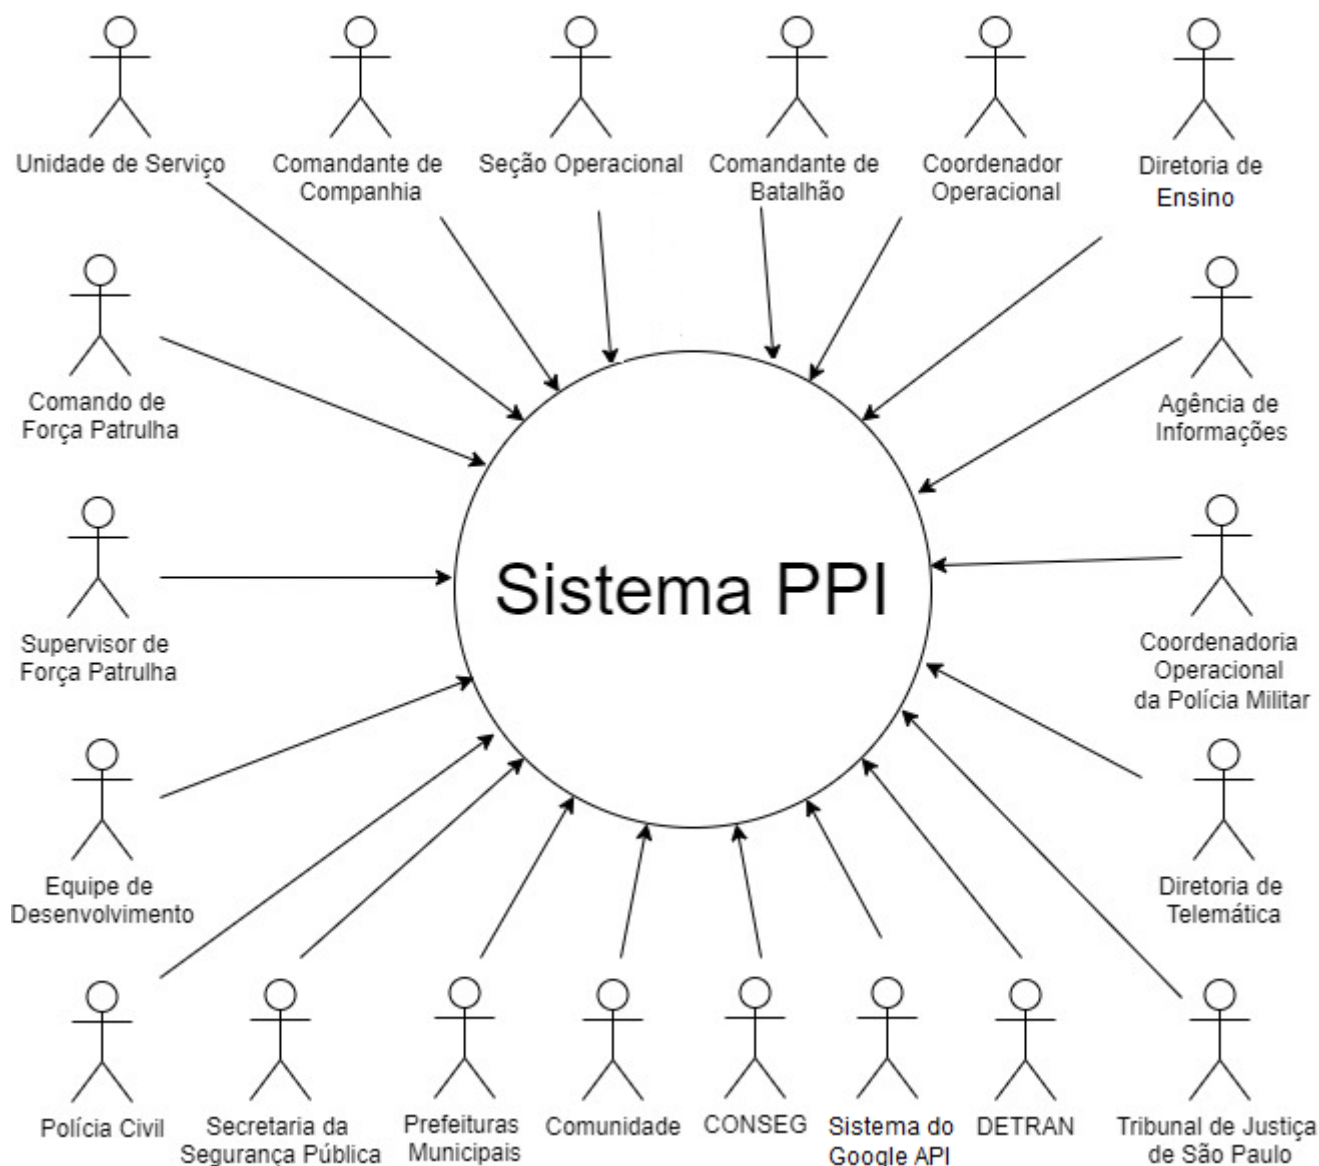 Unidade de Serviço
Comandante de
Companhia
Seção Operacional
Comandante de
Batalhão
Coordenador
Operacional
Diretoria de
Ensino
Comando de
Força Patrulha
Agência de
Informações
Sistema PPI
Supervisor de
Força Patrulha
Coordenadoria
Operacional
da Polícia Militar
Equipe de
Desenvolvimento
Diretoria de
Telemática
Polícia Civil
Secretaria da
Segurança Pública
Prefeituras
Municipais
Comunidade
CONSEG
Sistema do
Google API
DETRAN
Tribunal de Justiça
de São Paulo